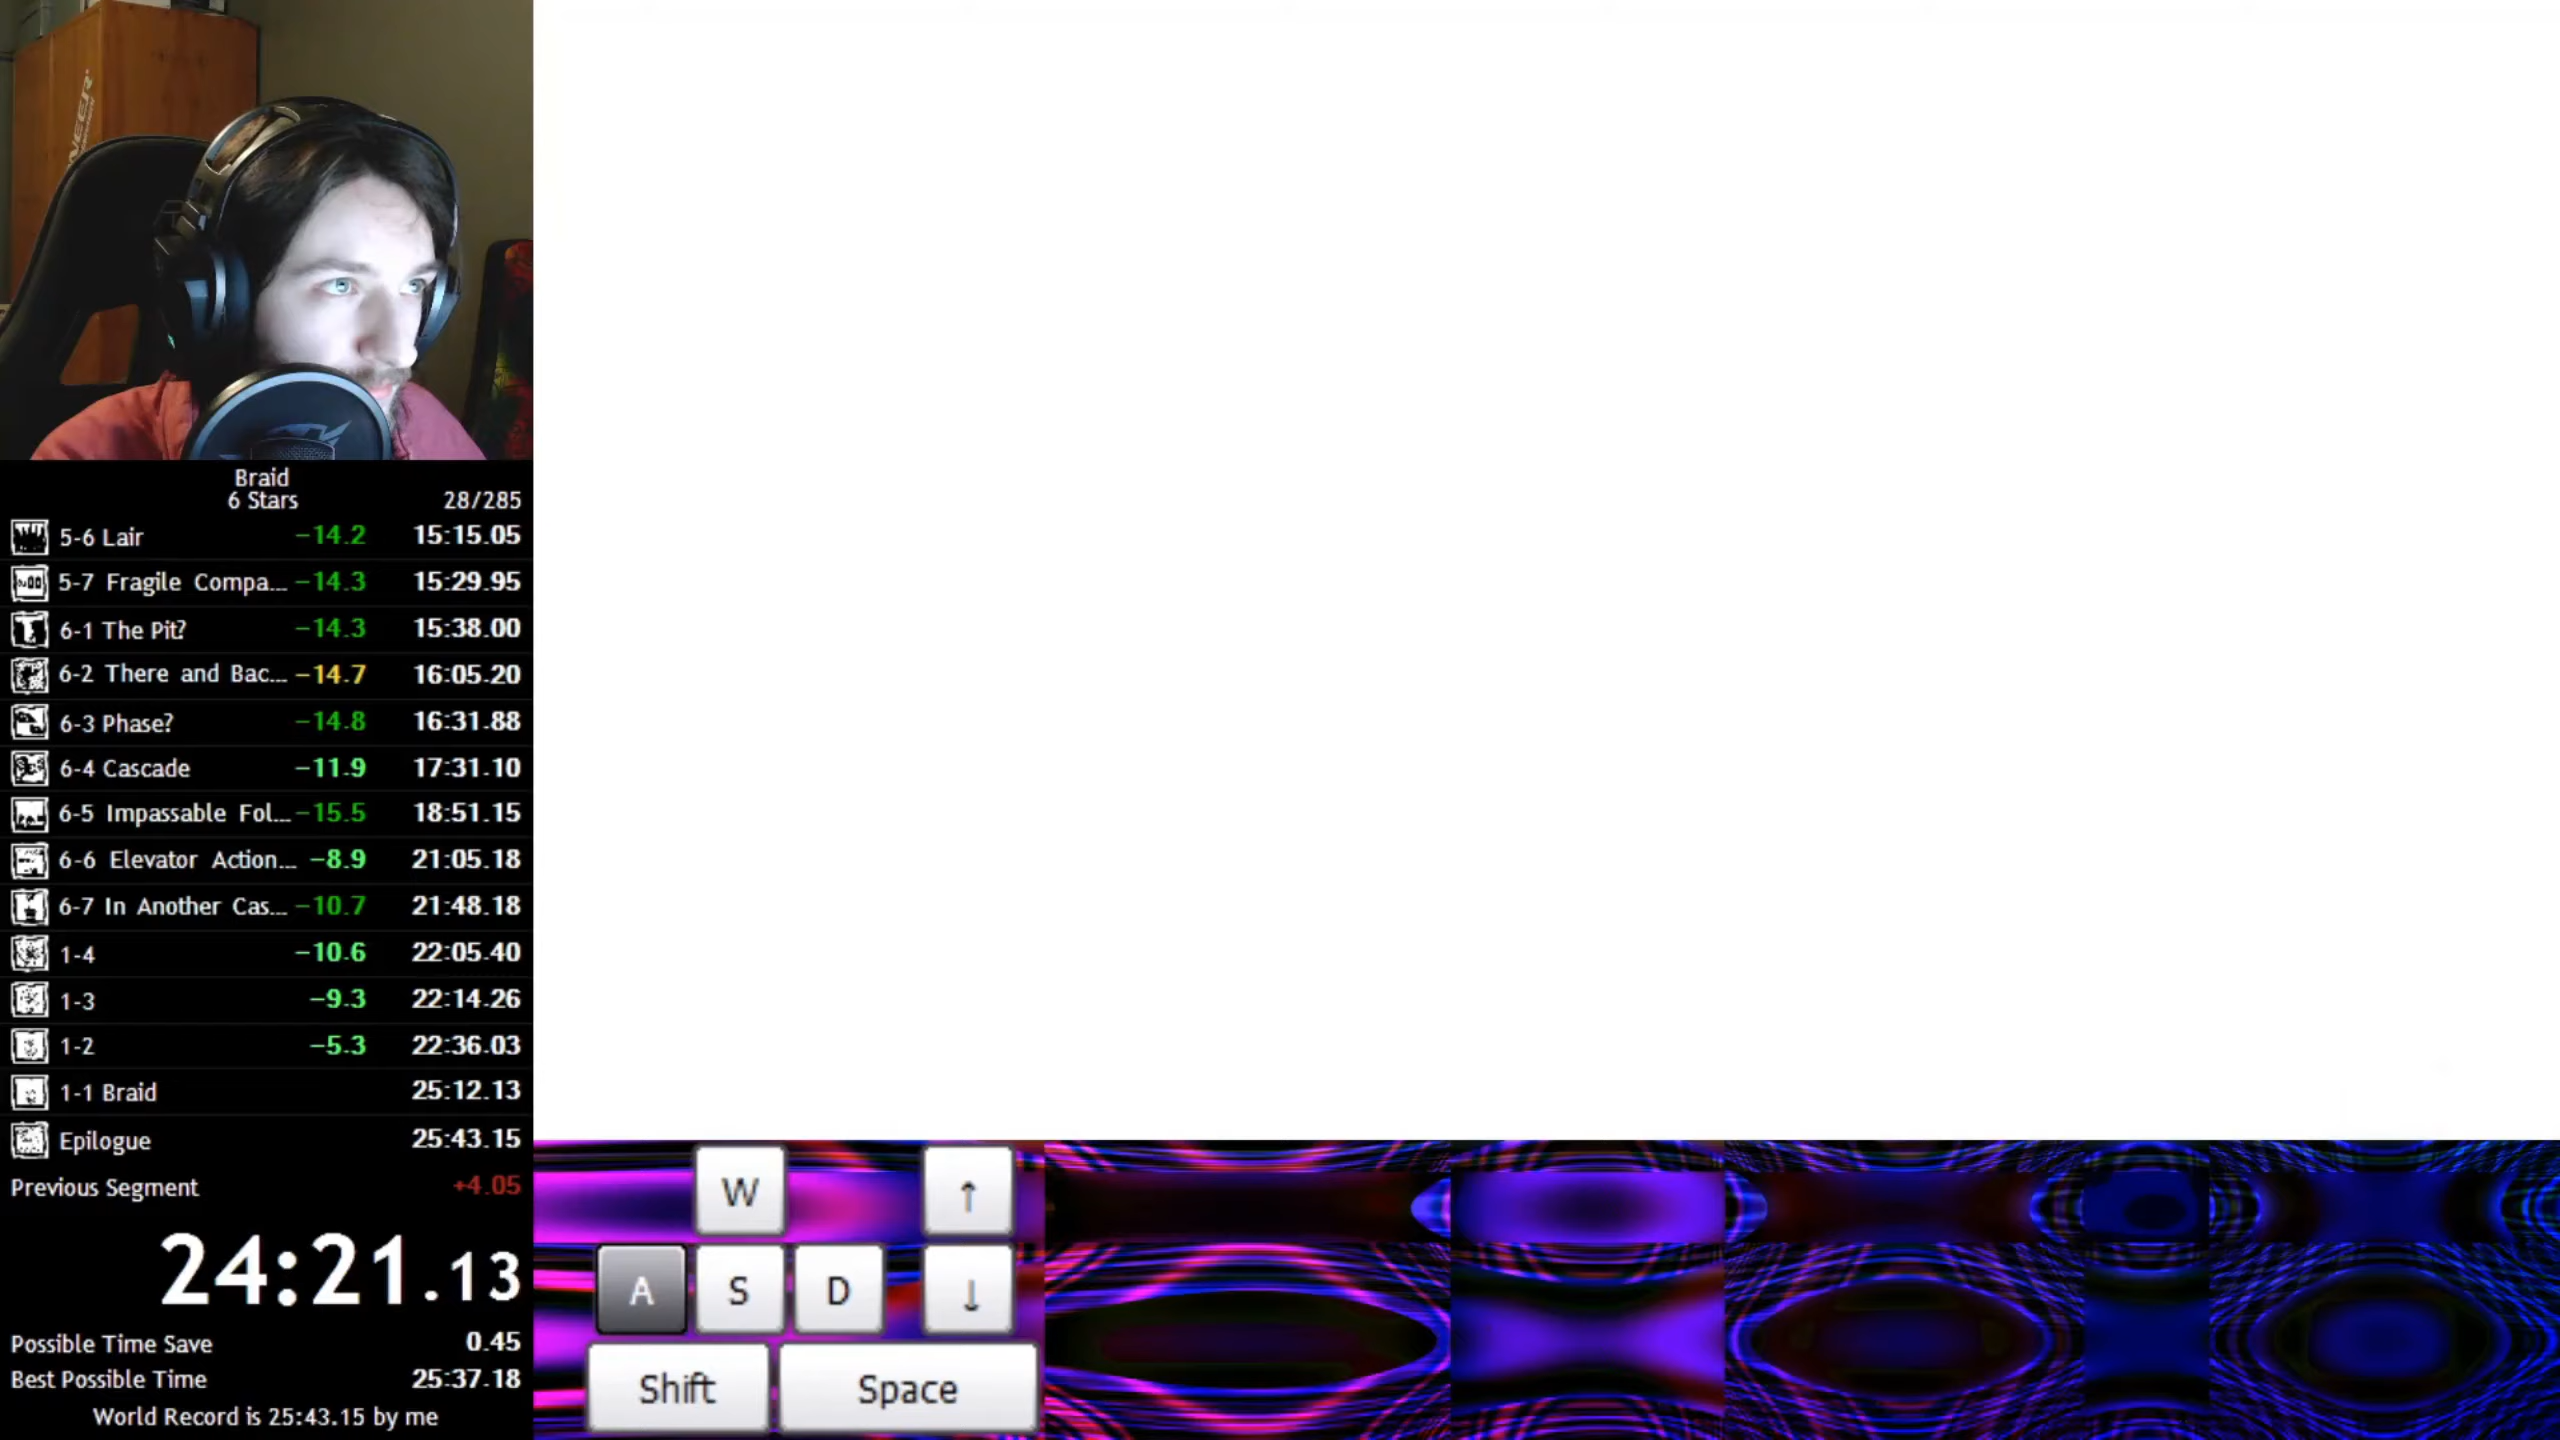 NEER
Braid
6 Stars 28/285
5-6 Lair −14.2 15:15.05
5-7 Fragile Compa... −14.3 15:29.95
6-1 The Pit? −14.3 15:38.00
6-2 There and Bac... −14.7 16:05.20
6-3 Phase? −14.8 16:31.88
6-4 Cascade −11.9 17:31.10
6-5 Impassable Fol... −15.5 18:51.15
6-6 Elevator Action... −8.9 21:05.18
6-7 In Another Cas... −10.7 21:48.18
1-4 −10.6 22:05.40
1-3 −9.3 22:14.26
1-2 −5.3 22:36.03
1-1 Braid 25:12.13
Epilogue 25:43.15
Previous Segment +4.05
24:21.13
Possible Time Save 0.45
Best Possible Time 25:37.18
World Record is 25:43.15 by me
W ↑
A S D ↓
Shift Space